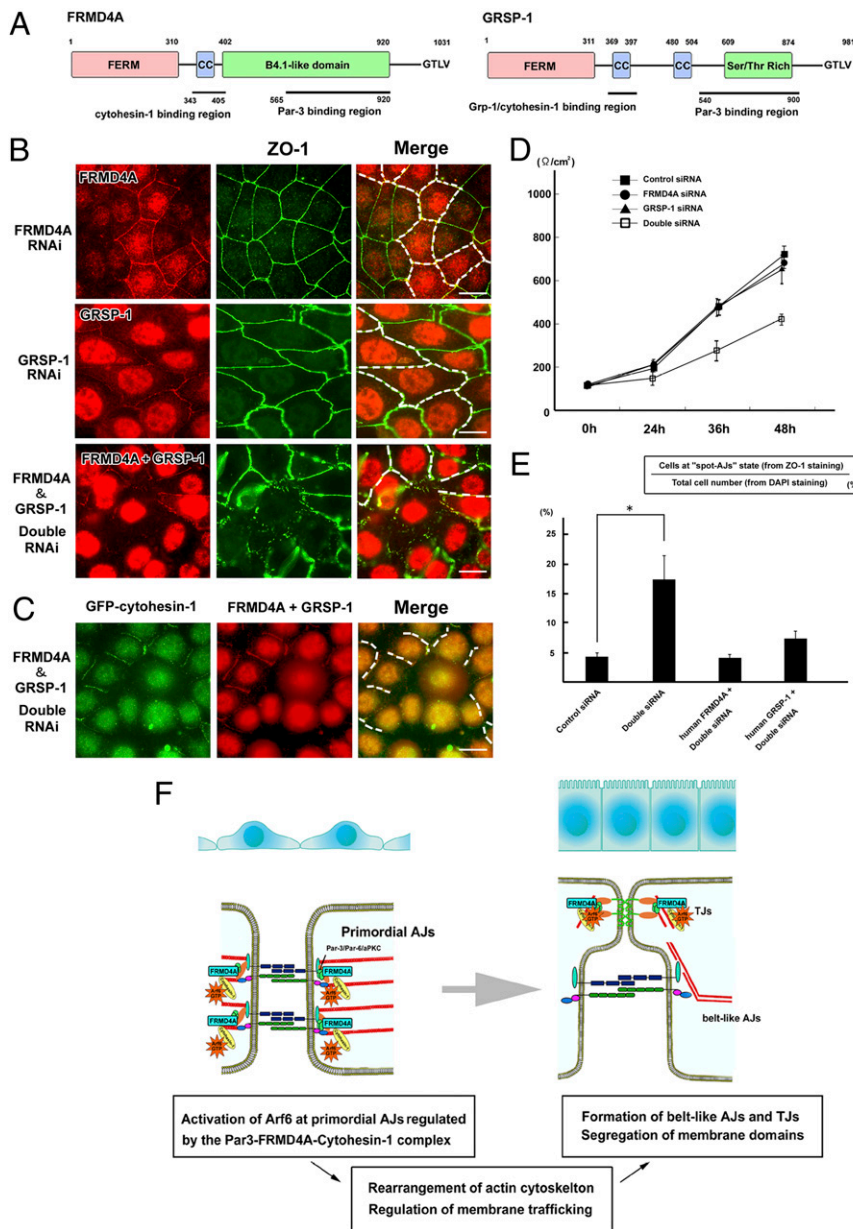 A
FRMD4A
1
310
402
920
1031
FERM
CC
B4.1-like domain
GTLV
343
405
565
920
cytohesin-1 binding region
Par-3 binding region
GRSP-1
1
311
369
397
480
504
609
874
981
FERM
CC
CC
Ser/Thr Rich
GTLV
540
900
Grp-1/cytohesin-1 binding region
Par-3 binding region
B
ZO-1
Merge
FRMD4A
RNAi
FRMD4A
GRSP-1
RNAi
GRSP-1
FRMD4A
&
GRSP-1
Double
RNAi
FRMD4A + GRSP-1
C
GFP-cytohesin-1
FRMD4A + GRSP-1
Merge
FRMD4A
&
GRSP-1
Double
RNAi
D
(Ω/cm²)
1000
800
600
400
200
0
0h
24h
36h
48h
Control siRNA
FRMD4A siRNA
GRSP-1 siRNA
Double siRNA
E
Cells at "spot-AJs" state (from ZO-1 staining)
Total cell number (from DAPI staining)
(%
(%)
25
20
15
10
5
*
Control siRNA
Double siRNA
human FRMD4A +
Double siRNA
human GRSP-1 +
Double siRNA
F
Primordial AJs
Par-3/Par-6/aPKC
FRMD4A
FRMD4A
FRMD4A
FRMD4A
Arf6
GTP
Arf6
GTP
Arf6
GTP
Arf6
GTP
FRMD4A
FRMD4A
TJs
belt-like AJs
Activation of Arf6 at primordial AJs regulated
by the Par3-FRMD4A-Cytohesin-1 complex
Formation of belt-like AJs and TJs
Segregation of membrane domains
Rearrangement of actin cytoskelton
Regulation of membrane trafficking